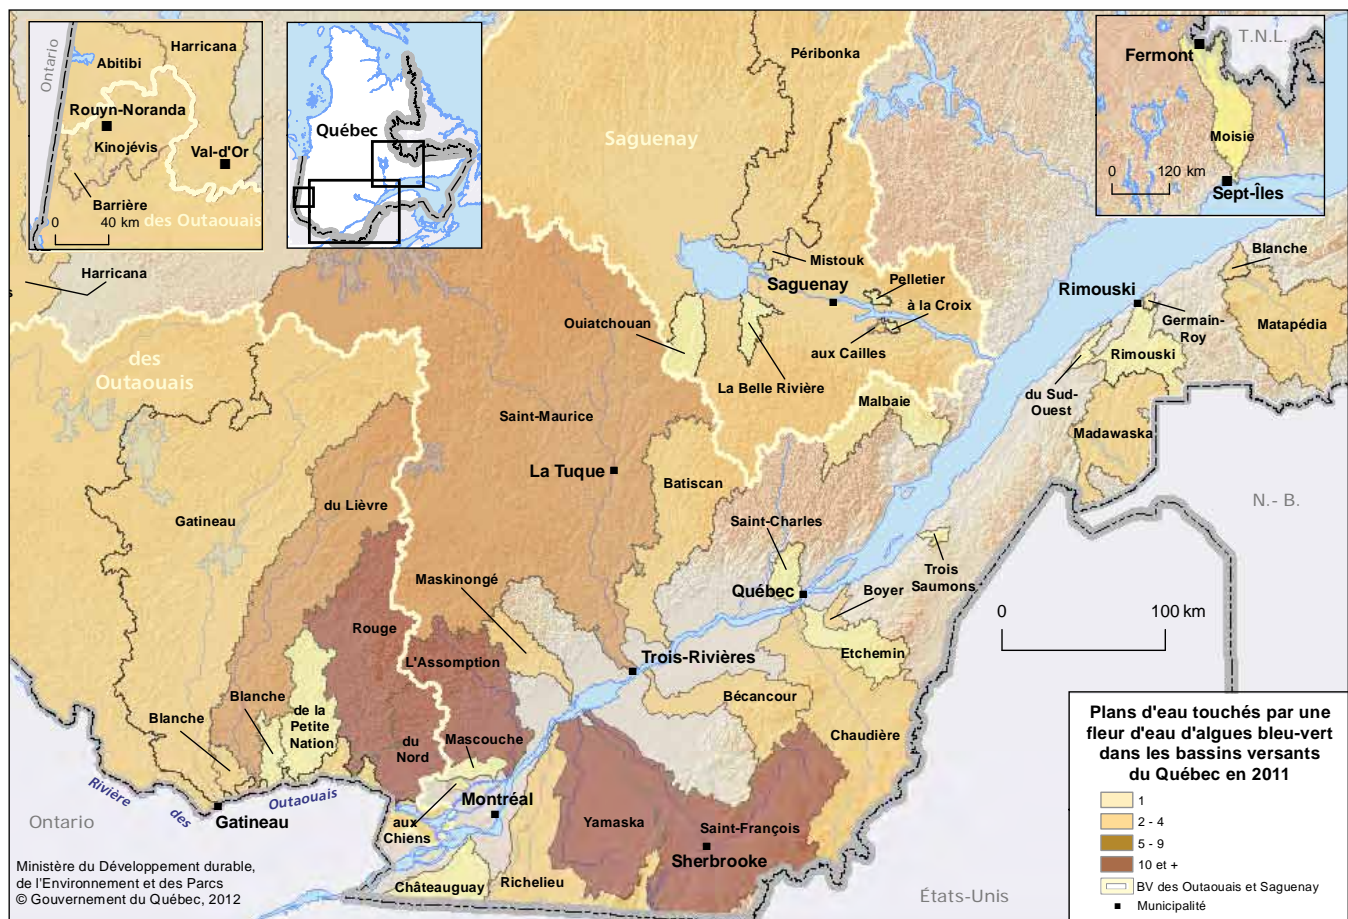 Ontario
Abitibi
Harricana
Rouyn-Noranda
Kinojévis
Val-d'Or
Barrière
0 40 km
des Outaouais
Québec
Péribonka
Saguenay
T.N.L.
Fermont
Moisie
0 120 km
Sept-Îles
Harricana
Mistouk
Saguenay
Pelletier
à la Croix
Ouiatchouan
aux Cailles
La Belle Rivière
Malbaie
Blanche
Rimouski
Germain-
Roy
Matapédia
Rimouski
du Sud-
Ouest
Madawaska
N.- B.
des
Outaouais
Saint-Maurice
La Tuque
Batiscan
du Lièvre
Gatineau
Saint-Charles
Québec
Boyer
Trois
Saumons
0 100 km
Maskinongé
Rouge
L'Assomption
Trois-Rivières
Etchemin
Bécancour
Chaudière
Blanche
Blanche
de la
Petite
Nation
du
Nord
Mascouche
Rivière des Outaouais
Gatineau
Ontario
aux
Chiens
Montréal
Yamaska
Saint-François
Sherbrooke
Châteauguay
Richelieu
États-Unis
Ministère du Développement durable,
de l'Environnement et des Parcs
© Gouvernement du Québec, 2012
Plans d'eau touchés par une
fleur d'eau d'algues bleu-vert
dans les bassins versants
du Québec en 2011
1
2 - 4
5 - 9
10 et +
BV des Outaouais et Saguenay
Municipalité